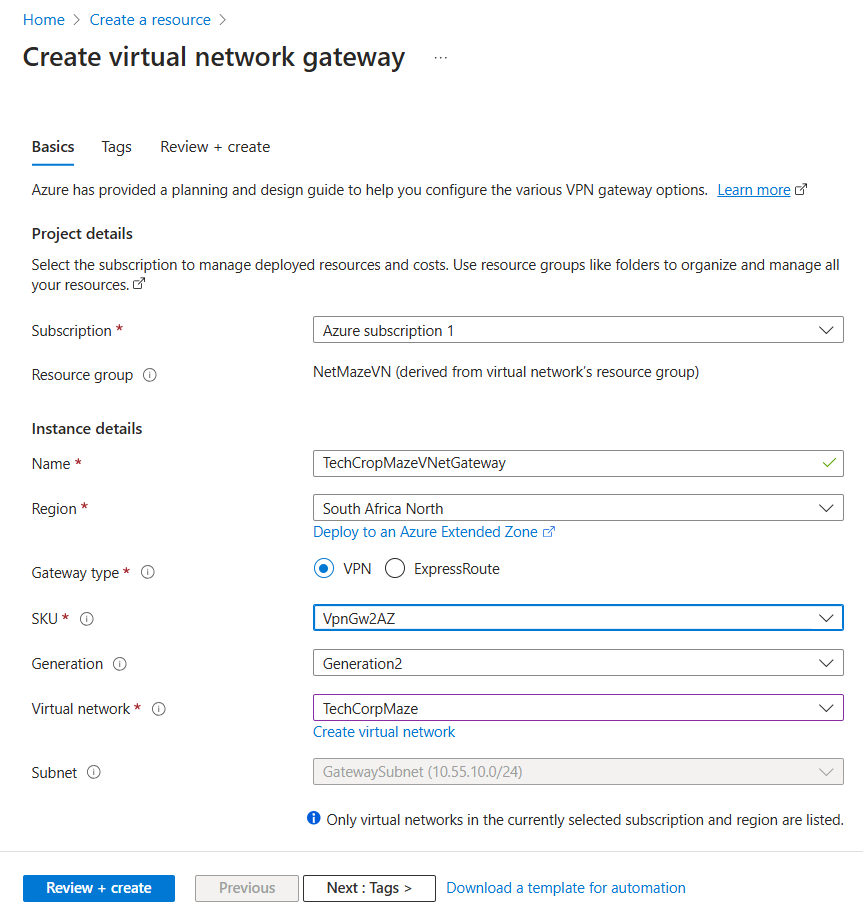 Home > Create a resource >
Create virtual network gateway ...
Basics Tags Review + create
Azure has provided a planning and design guide to help you configure the various VPN gateway options. Learn more
Project details
Select the subscription to manage deployed resources and costs. Use resource groups like folders to organize and manage all
your resources.
Subscription * Azure subscription 1
Resource group NetMazeVN (derived from virtual network's resource group)
Instance details
Name * TechCropMazeVNetGateway
Region * South Africa North
Deploy to an Azure Extended Zone
Gateway type * VPN ExpressRoute
SKU * VpnGw2AZ
Generation Generation2
Virtual network * TechCorpMaze
Create virtual network
Subnet GatewaySubnet (10.55.10.0/24)
Only virtual networks in the currently selected subscription and region are listed.
Review + create Previous Next : Tags > Download a template for automation